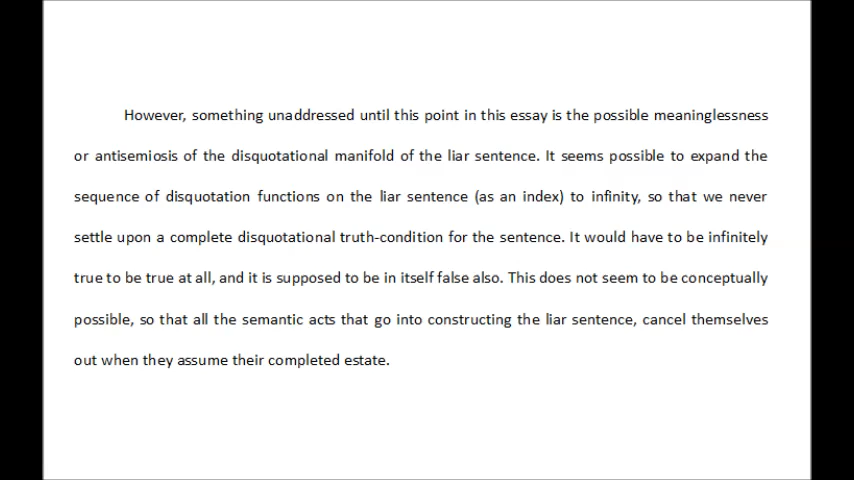 However, something unaddressed until this point in this essay is the possible meaninglessness
or antisemiosis of the disquotational manifold of the liar sentence. It seems possible to expand the
sequence of disquotation functions on the liar sentence (as an index) to infinity, so that we never
settle upon a complete disquotational truth-condition for the sentence. It would have to be infinitely
true to be true at all, and it is supposed to be in itself false also. This does not seem to be conceptually
possible, so that all the semantic acts that go into constructing the liar sentence, cancel themselves
out when they assume their completed estate.